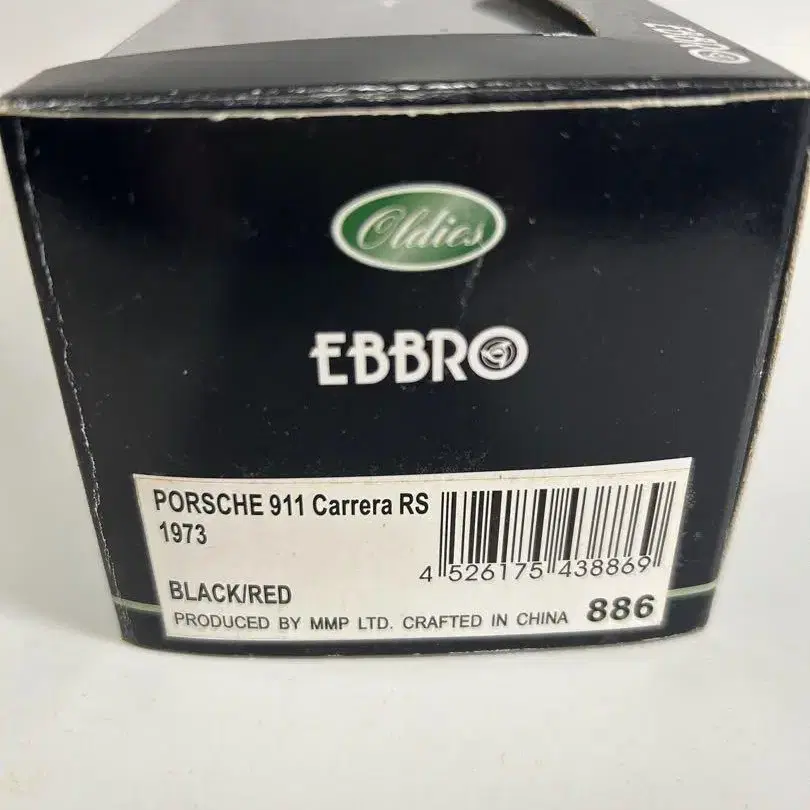 EBBRO
Oldies
EBBRO
PORSCHE 911 Carrera RS
1973
4 526175 438869
BLACK/RED
PRODUCED BY MMP LTD. CRAFTED IN CHINA 886